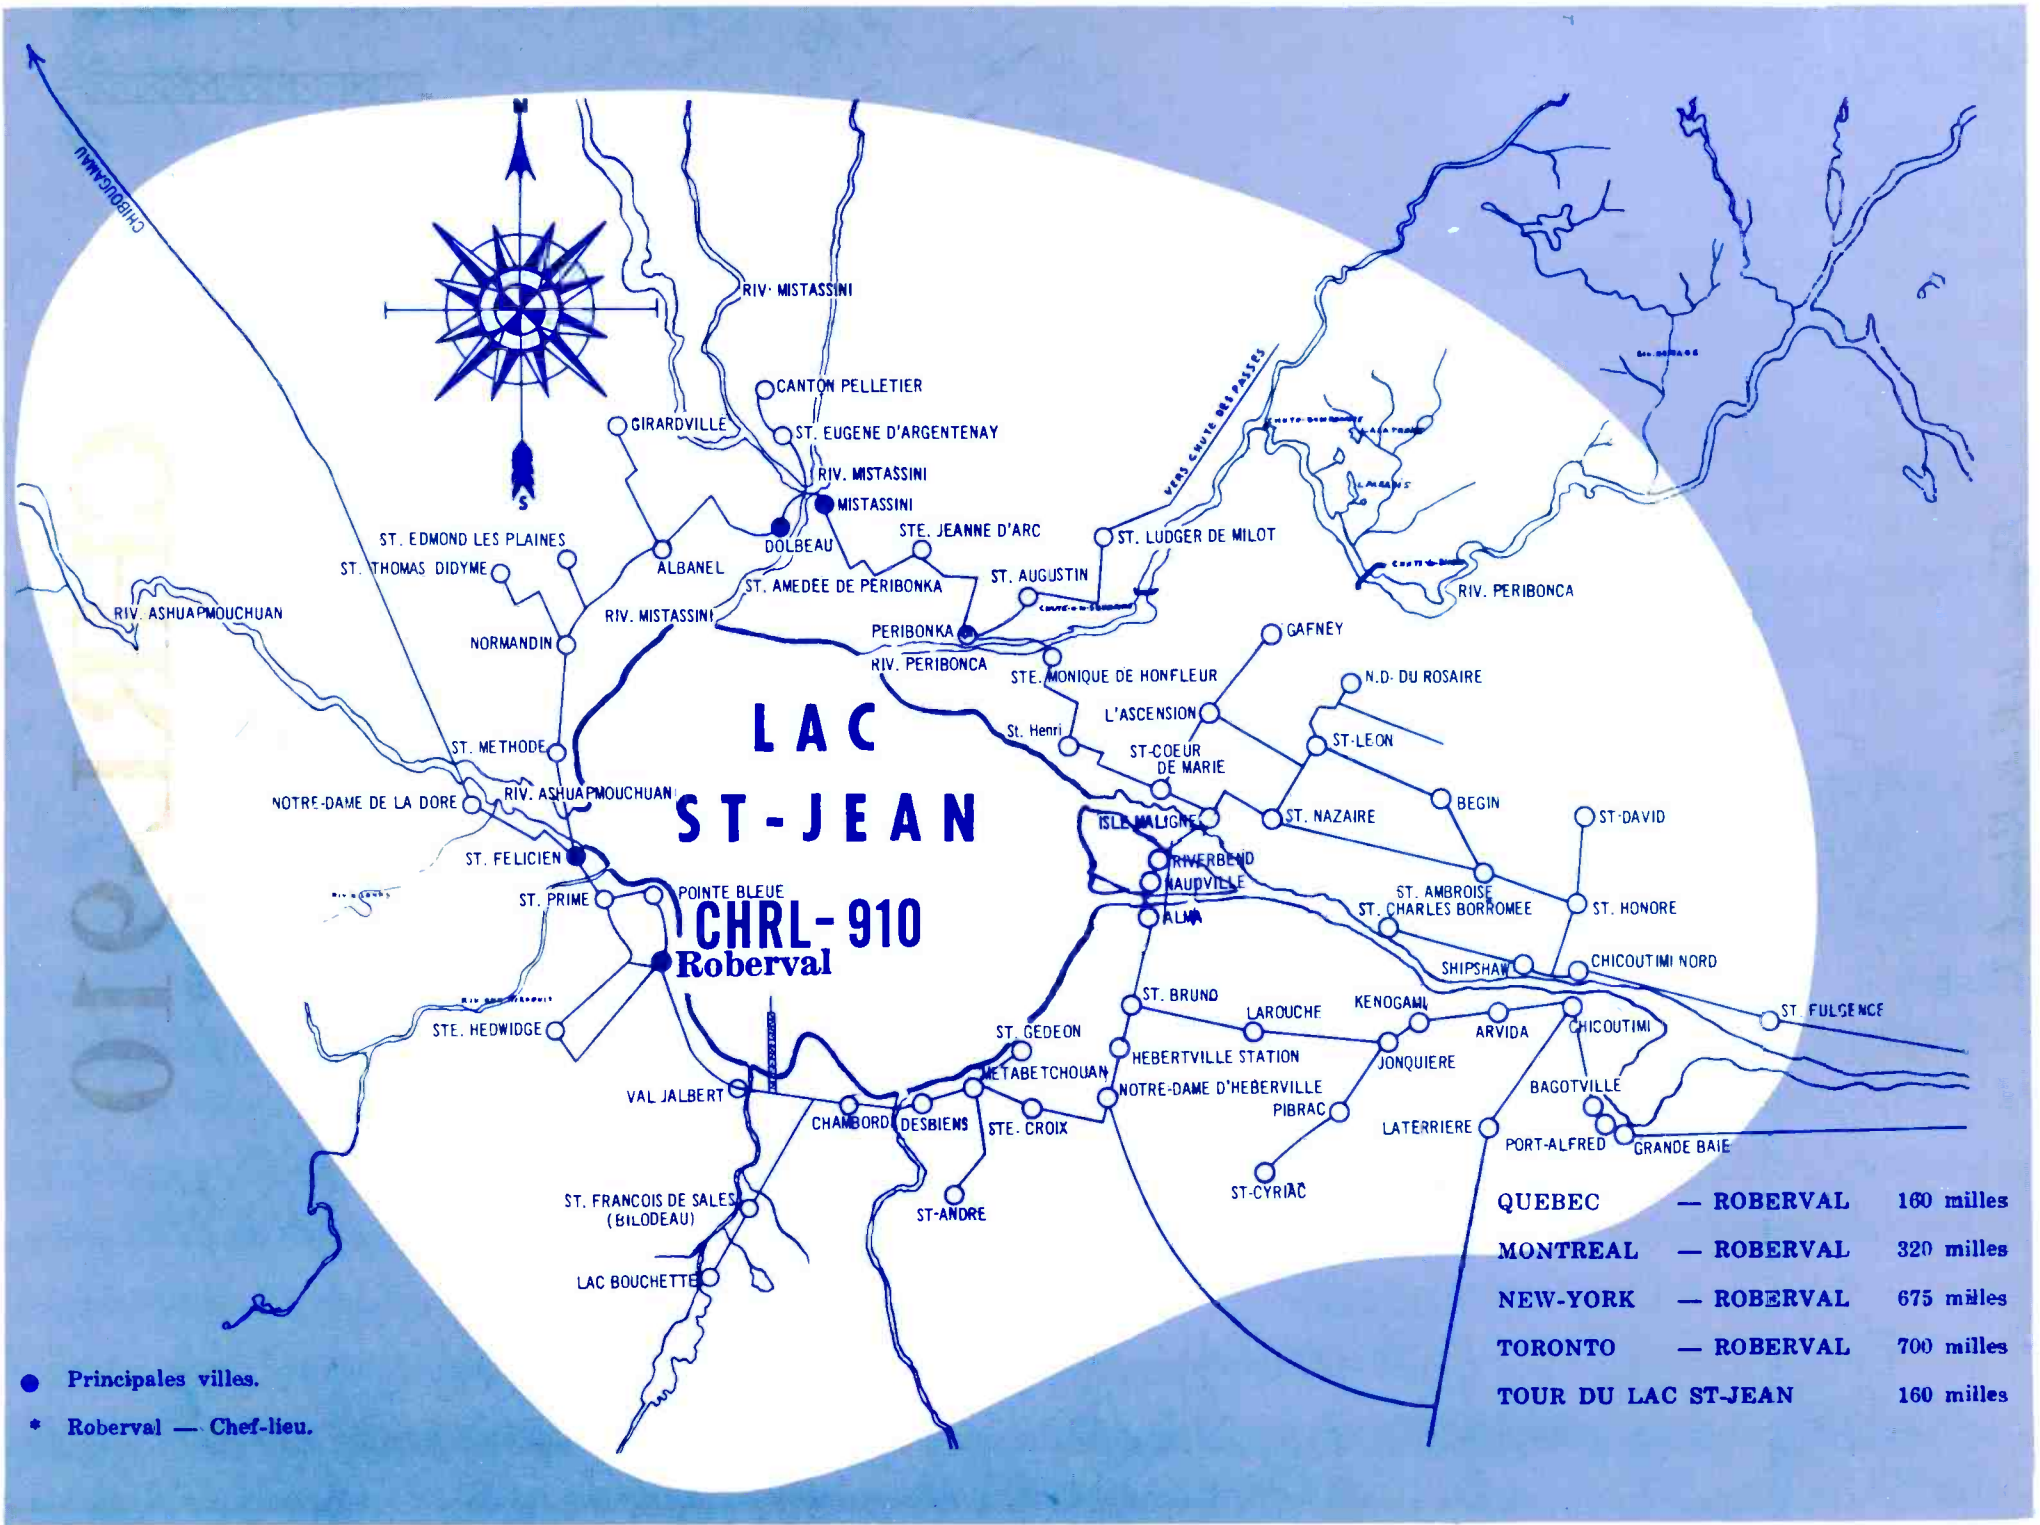 N
CHIBOUGAMAU
RIV. MISTASSINI
CANTON PELLETIER
GIRARDVILLE
ST. EUGENE D'ARGENTENAY
VERS CHUTE DES PASSES
RIV. MISTASSINI
MISTASSINI
S
DOLBEAU
STE. JEANNE D'ARC
ST. LUDGER DE MILOT
ST. EDMOND LES PLAINES
ST. THOMAS DIDYME
ALBANEL
ST. AMEDEE DE PERIBONKA
ST. AUGUSTIN
RIV. PERIBONCA
RIV. ASHUAPMOUCHUAN
RIV. MISTASSINI
NORMANDIN
PERIBONKA
GAFNEY
RIV. PERIBONCA
STE. MONIQUE DE HONFLEUR
N.D. DU ROSAIRE
L'ASCENSION
St. Henri
ST-LEON
ST. METHODE
LAC
ST-COEUR
DE MARIE
NOTRE-DAME DE LA DORE
RIV. ASHUAPMOUCHUAN
ST-JEAN
ISLE MALIGNE
ST. NAZAIRE
BEGIN
ST-DAVID
ST. FELICIEN
RIVERBEND
NAUDVILLE
ST. PRIME
POINTE BLEUE
ST. AMBROISE
ST. CHARLES BORROMEE
ST. HONORE
CHRL-910
ALMA
Roberval
SHIPSHAW
CHICOUTIMI NORD
STE. HEDWIDGE
ST. BRUNO
LAROUCHE
KENOGAMI
ARVIDA
CHICOUTIMI
ST. FULGENCE
ST. GEDEON
HEBERTVILLE STATION
JONQUIERE
METABETCHOUAN
VAL JALBERT
NOTRE-DAME D'HEBERVILLE
BAGOTVILLE
CHAMBORD
DESBIENS
STE. CROIX
PIBRAC
LATERRIERE
PORT-ALFRED
GRANDE BAIE
ST. FRANCOIS DE SALES
(BILODEAU)
ST-ANDRE
ST-CYRIAC
LAC BOUCHETTE
QUEBEC — ROBERVAL 160 milles
MONTREAL — ROBERVAL 320 milles
NEW-YORK — ROBERVAL 675 milles
TORONTO — ROBERVAL 700 milles
TOUR DU LAC ST-JEAN 160 milles
● Principales villes.
* Roberval — Chef-lieu.